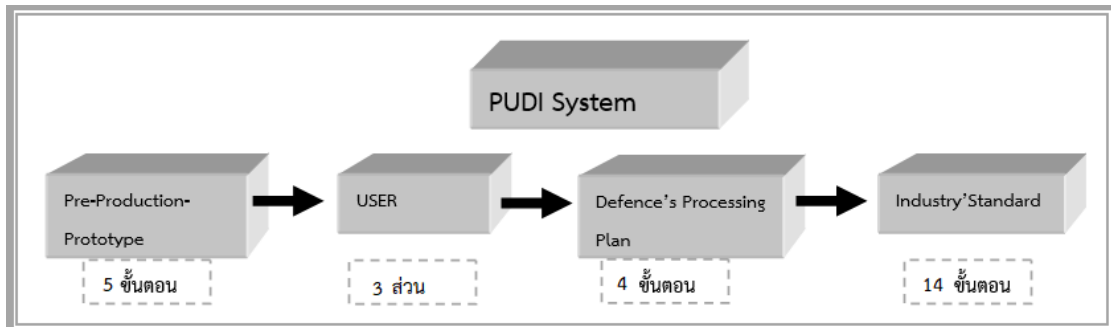 PUDI System
Pre-Production-
Prototype
USER
Defence's Processing
Plan
Industry'Standard
5 ขั้นตอน
3 ส่วน
4 ขั้นตอน
14 ขั้นตอน